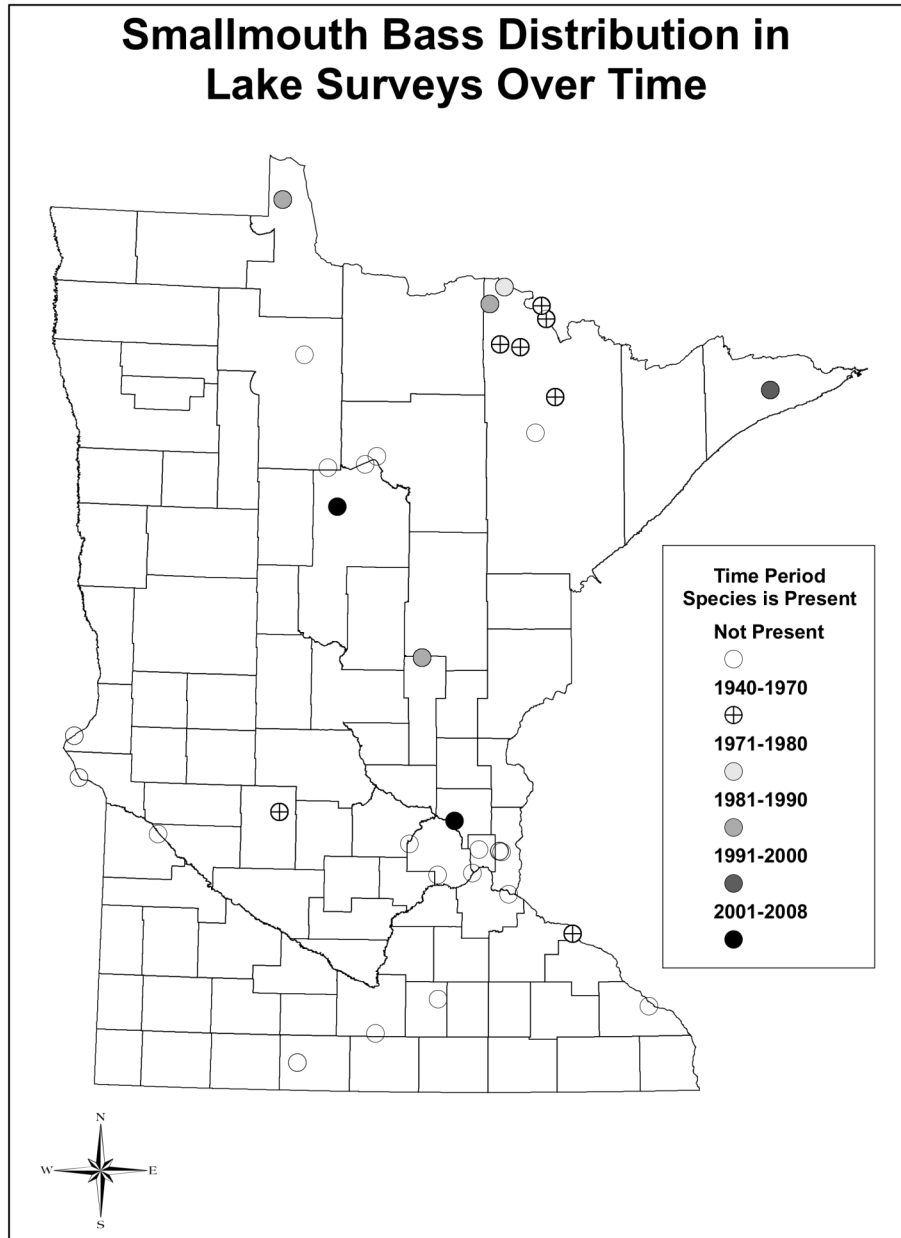 Smallmouth Bass Distribution in
Lake Surveys Over Time
Time Period
Species is Present
Not Present
1940-1970
1971-1980
1981-1990
1991-2000
2001-2008
N
W
E
S